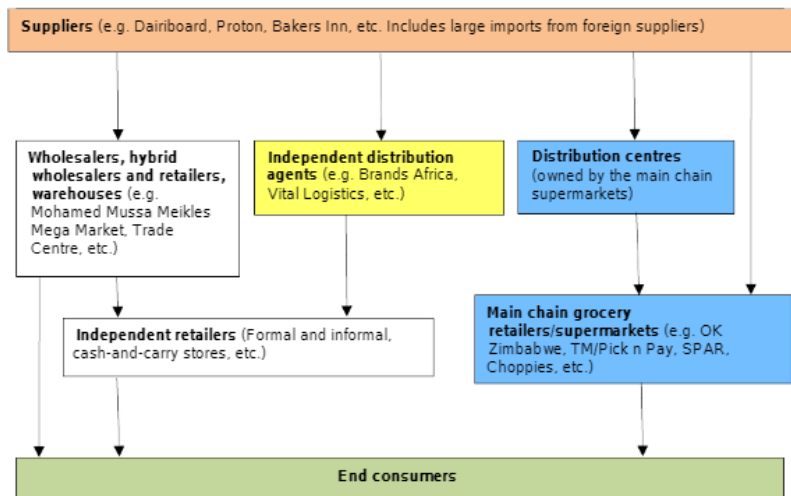 Suppliers (e.g. Dairiboard, Proton, Bakers Inn, etc. Includes large imports from foreign suppliers)
Wholesalers, hybrid
wholesalers and retailers,
warehouses (e.g.
Mohamed Mussa Meikles
Mega Market, Trade
Centre, etc.)
Independent distribution
agents (e.g. Brands Africa,
Vital Logistics, etc.)
Distribution centres
(owned by the main chain
supermarkets)
Independent retailers (Formal and informal,
cash-and-carry stores, etc.)
Main chain grocery
retailers/supermarkets (e.g. OK
Zimbabwe, TM/Pick n Pay, SPAR,
Choppies, etc.)
End consumers